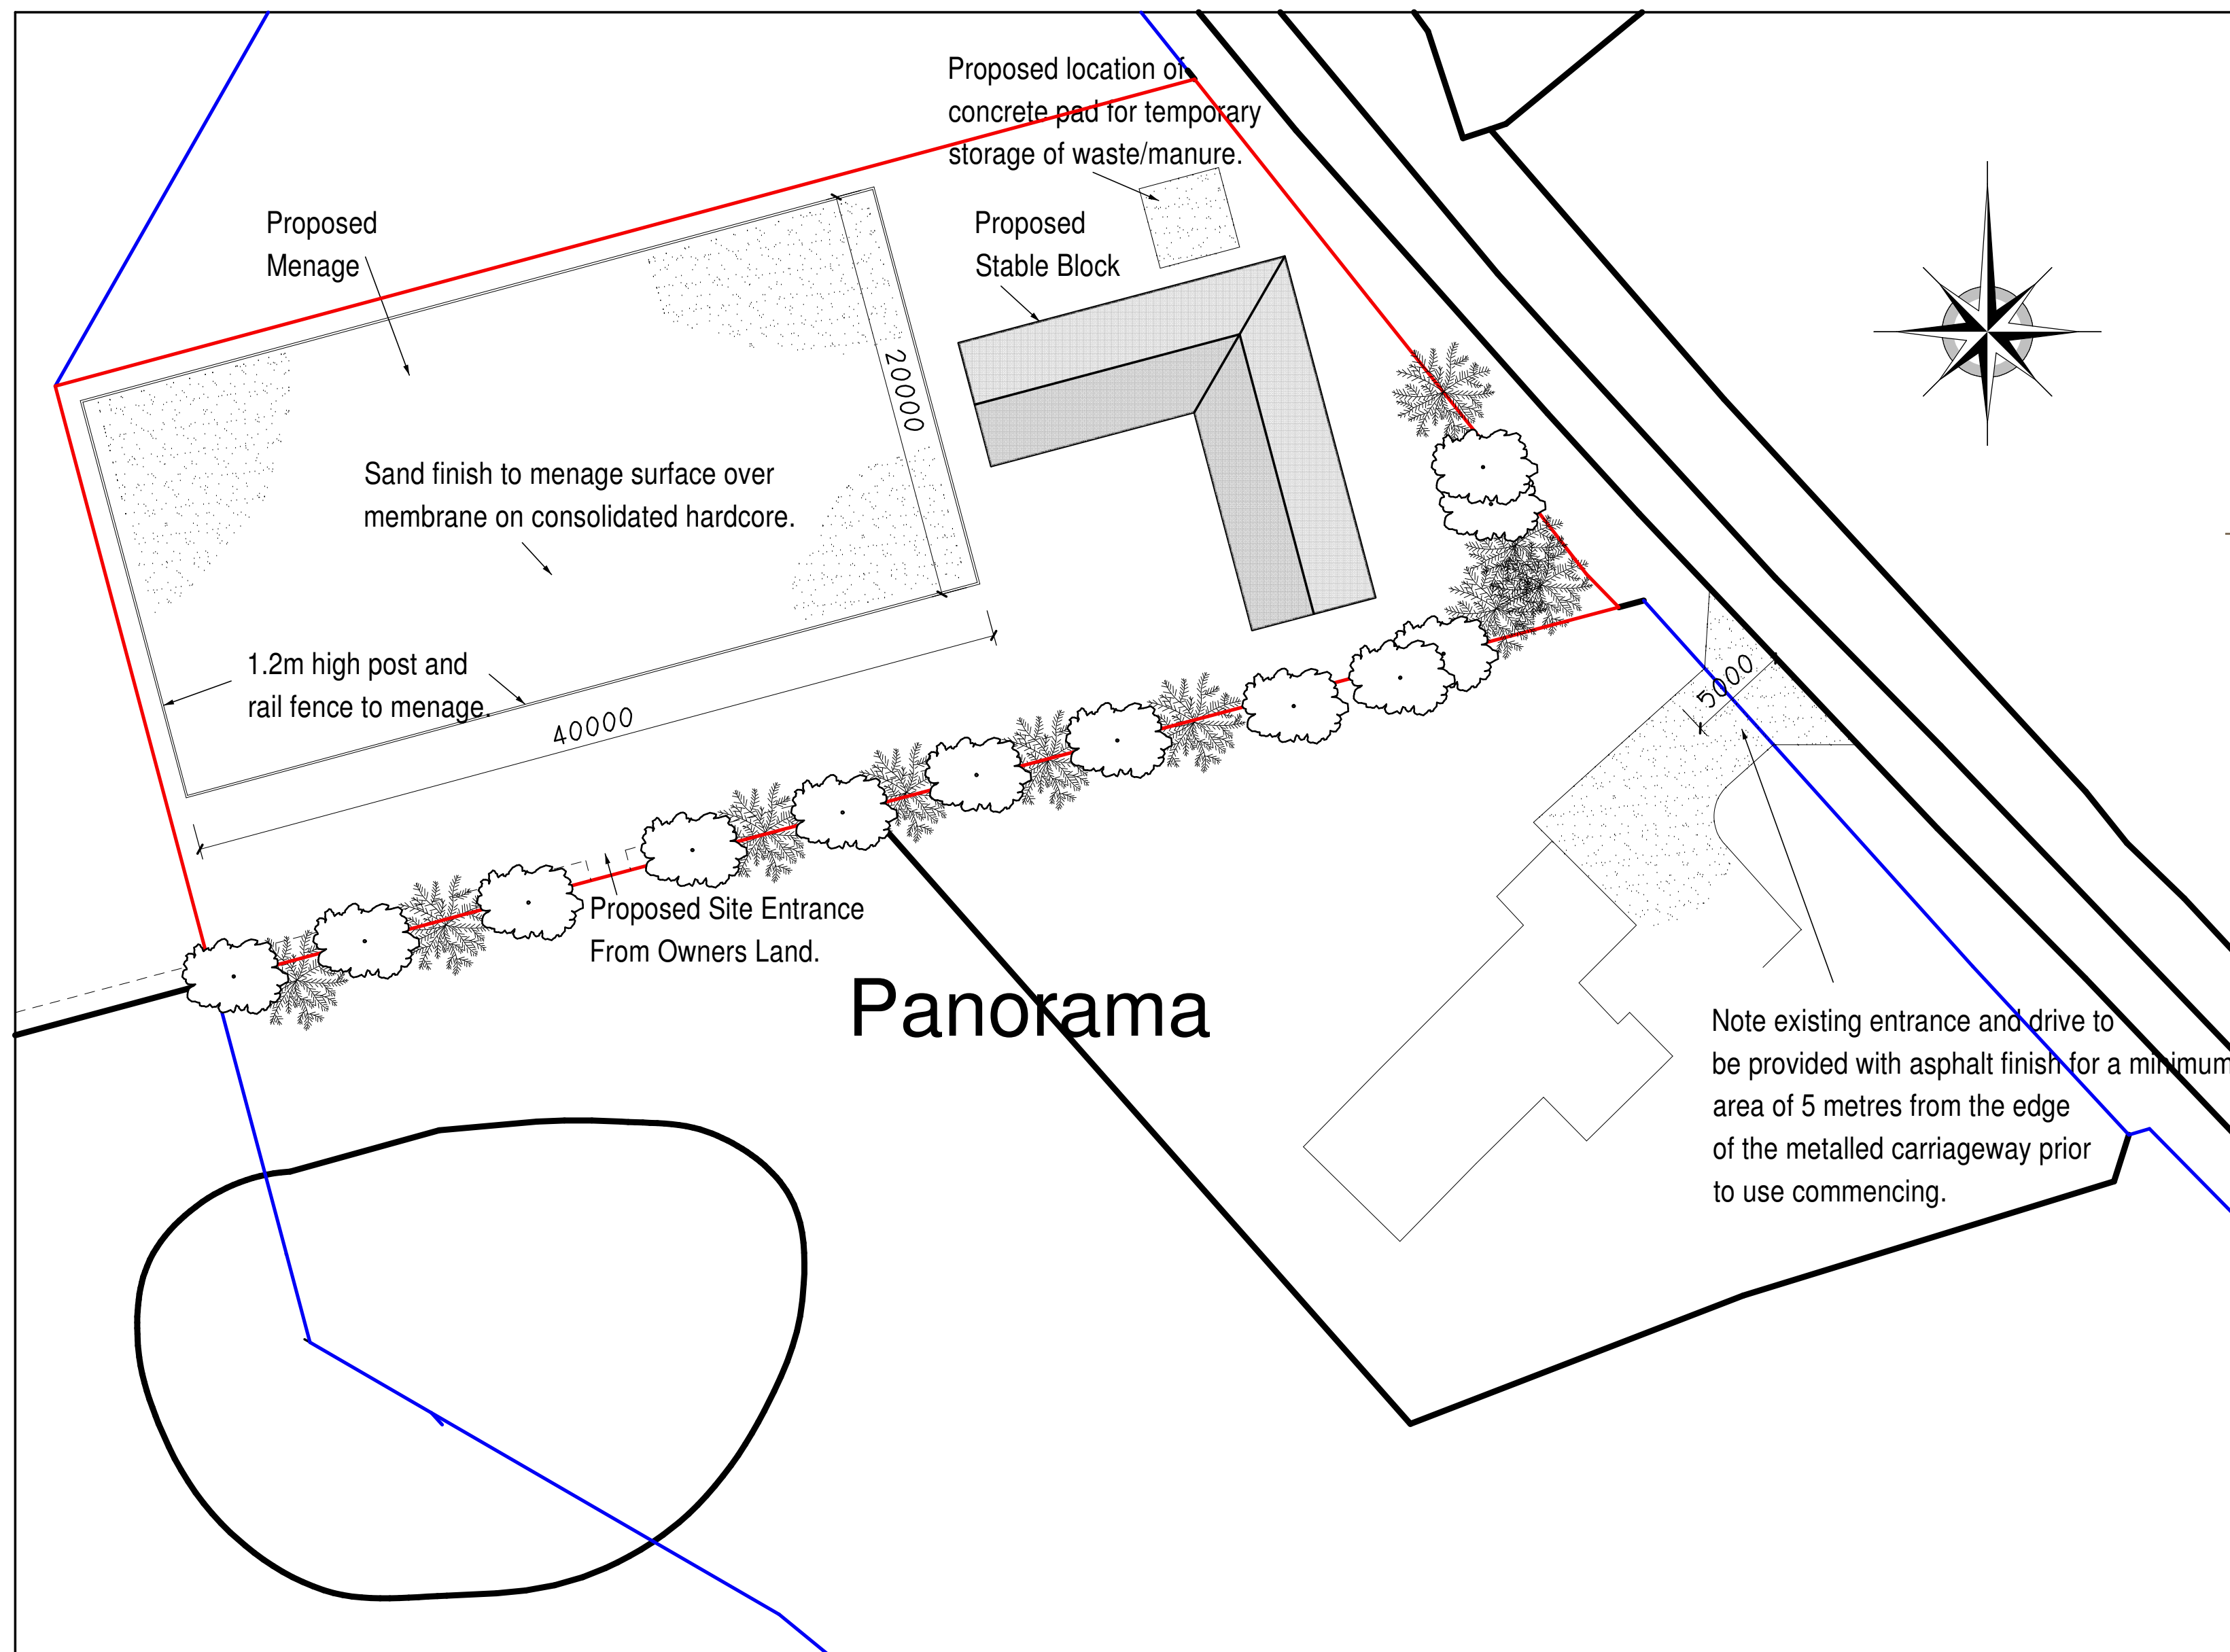 Proposed location of
concrete pad for temporary
storage of waste/manure.
Proposed
Menage
Proposed
Stable Block
20000
Sand finish to menage surface over
membrane on consolidated hardcore.
1.2m high post and
rail fence to menage.
40000
5000
Proposed Site Entrance
From Owners Land.
Panorama
Note existing entrance and drive to
be provided with asphalt finish for a minimum
area of 5 metres from the edge
of the metalled carriageway prior
to use commencing.